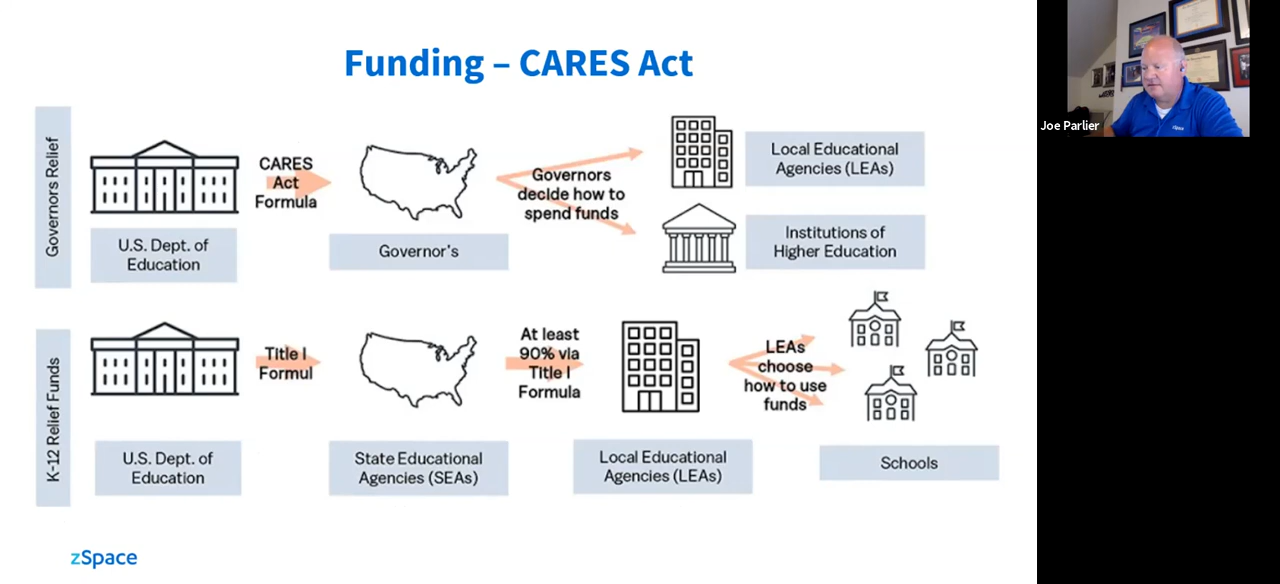 Funding – CARES Act
Joe Parlier
Governors Relief
CARES
Act
Formula
U.S. Dept. of
Education
Governor's
Governors
decide how to
spend funds
Local Educational
Agencies (LEAs)
Institutions of
Higher Education
K-12 Relief Funds
Title I
Formul
U.S. Dept. of
Education
State Educational
Agencies (SEAs)
At least
90% via
Title I
Formula
Local Educational
Agencies (LEAs)
LEAs
choose
how to use
funds
Schools
zSpace
zSpace